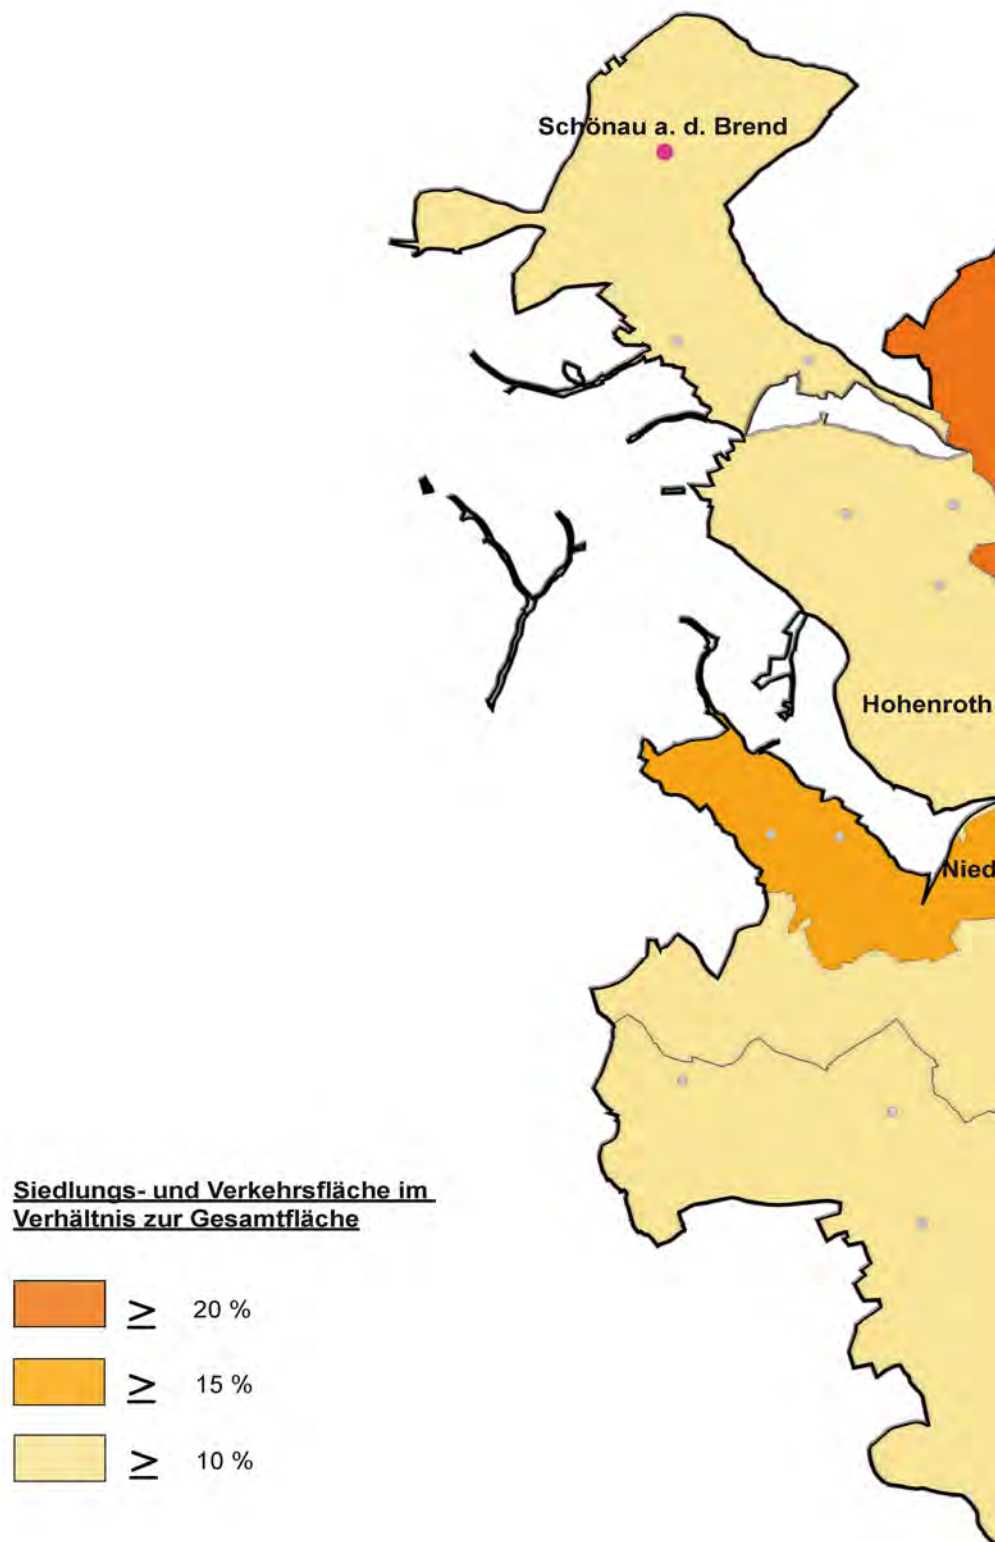 Schönau a. d. Brend
Hohenroth
Nied
Siedlungs- und Verkehrsfläche im
Verhältnis zur Gesamtfläche
≥ 20 %
≥ 15 %
≥ 10 %